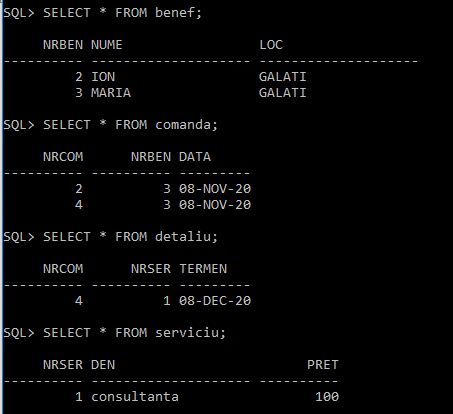 SQL> SELECT * FROM benef;
NRBEN NUME LOC
---------- -------------------- --------------------
2 ION GALATI
3 MARIA GALATI
SQL> SELECT * FROM comanda;
NRCOM NRBEN DATA
---------- ---------- ---------
2 3 08-NOV-20
4 3 08-NOV-20
SQL> SELECT * FROM detaliu;
NRCOM NRSER TERMEN
---------- ---------- ---------
4 1 08-DEC-20
SQL> SELECT * FROM serviciu;
NRSER DEN PRET
---------- -------------------- ----------
1 consultanta 100